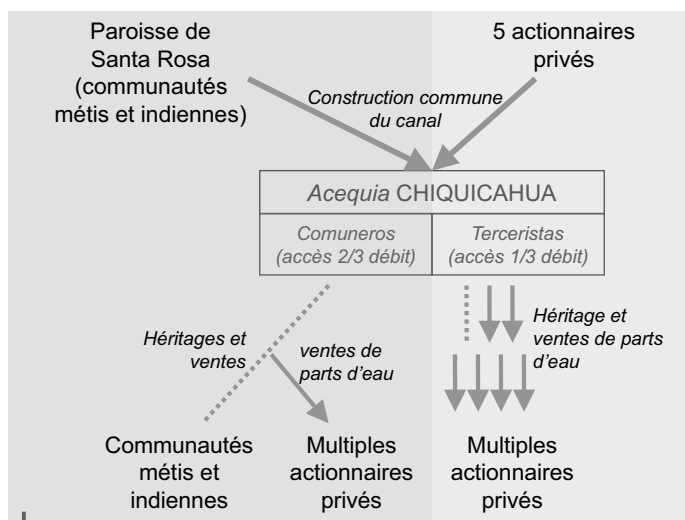 Paroisse de
Santa Rosa
(communautés
métis et indiennes)
5 actionnaires
privés
Construction commune
du canal
Acequia CHIQUICAHUA
Comuneros
(accès 2/3 débit)
Terceristas
(accès 1/3 débit)
Héritages et
ventes
ventes de
parts d'eau
Héritage et
ventes de parts
d'eau
Communautés
métis et
indiennes
Multiples
actionnaires
privés
Multiples
actionnaires
privés